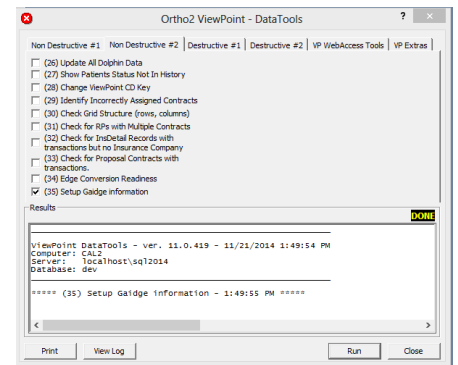 Ortho2 ViewPoint - DataTools
Non Destructive #1 Non Destructive #2 Destructive #1 Destructive #2 VP WebAccess Tools VP Extras
(26) Update All Dolphin Data
(27) Show Patients Status Not In History
(28) Change ViewPoint CD Key
(29) Identify Incorrectly Assigned Contracts
(30) Check Grid Structure (rows, columns)
(31) Check for RPs with Multiple Contracts
(32) Check for InsDetail Records with
transactions but no Insurance Company
(33) Check for Proposal Contracts with
transactions.
(34) Edge Conversion Readiness
(35) Setup Gaidge information
Results
DONE
ViewPoint DataTools - ver. 11.0.419 - 11/21/2014 1:49:54 PM
Computer: CAL2
Server: localhost\sql2014
Database: dev
===== (35) Setup Gaidge information - 1:49:55 PM =====
Print View Log Run Close